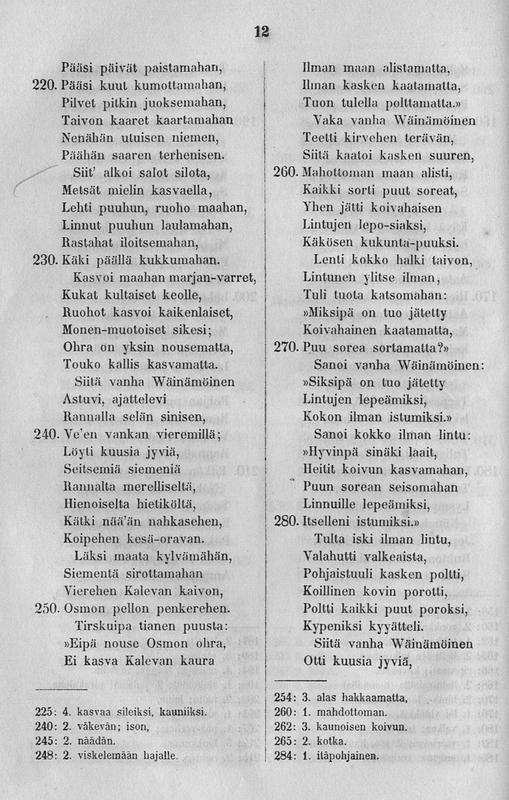 12
Pääsi päivät paistamahan,
220. Pääsi kuut kumottamahan,
Pilvet pitkin juoksemahan,
Taivon kaaret kaartamahan
Nenähän utuisen niemen,
Päähän saaren terhenisen.
Siit' alkoi salot silota,
Metsät mielin kasvaella,
Lehti puuhun, ruoho maahan,
Linnut puuhun laulamahan,
Rastahat iloitsemahan,
230. Käki päällä kukkumahan.
Kasvoi maahan marjan-varret,
Kukat kultaiset keolle,
Ruohot kasvoi kaikenlaiset,
Monen-muotoiset sikesi;
Ohra on yksin nousematta,
Touko kallis kasvamatta.
Siitä vanha Wäinämöinen
Astuvi, ajattelevi
Rannalla selän sinisen,
240. Ve'en vankan vieremillä;
Löyti kuusia jyviä,
Seitsemiä siemeniä
Rannalta merelliseltä,
Hienoiselta hietiköltä,
Kätki nää'än nahkasehen,
Koipehen kesä-oravan.
Läksi maata kylvämähän,
Siementä sirottamahan
Vierehen Kalevan kaivon,
250. Osmon pellon penkerehen.
Tirskuipa tianen puusta:
»Eipä nouse Osmon ohra,
Ei kasva Kalevan kaura
225: 4. kasvaa sileiksi, kauniiksi.
240: 2. väkevän; ison,
245: 2. näädän.
248: 2. viskelemään hajalle.
Ilman maan alistamatta,
Ilman kasken kaatamatta,
Tuon tulella polttamatta.»
Vaka vanha Wäinämöinen
Teetti kirvehen terävän,
Siitä kaatoi kasken suuren,
260. Mahottoman maan alisti,
Kaikki sorti puut soreat,
Yhen jätti koivahaisen
Lintujen lepo-siaksi,
Käkösen kukunta-puuksi.
Lenti kokko halki taivon,
Lintunen ylitse ilman,
Tuli tuota katsomahan:
»Miksipä on tuo jätetty
Koivahainen kaatamatta,
270. Puu sorea sortamatta?»
Sanoi vanha Wäinämöinen:
»Siksipä on tuo jätetty
Lintujen lepeämiksi,
Kokon ilman istumiksi.»
Sanoi kokko ilman lintu:
»Hyvinpä sinäki laait,
Heitit koivun kasvamahan,
Puun sorean seisomahan
Linnuille lepeämiksi,
280. Itselleni istumiksi.»
Tulta iski ilman lintu,
Valahutti valkeaista,
Pohjaistuuli kasken poltti,
Koillinen kovin porotti,
Poltti kaikki puut poroksi,
Kypeniksi kyyätteli.
Siitä vanha Wäinämöinen
Otti kuusia jyviä,
254: 3. alas hakkaamatta,
260: 1. mahdottoman.
262: 3. kaunoisen koivun.
265: 2. kotka.
284: 1. itäpohjainen.